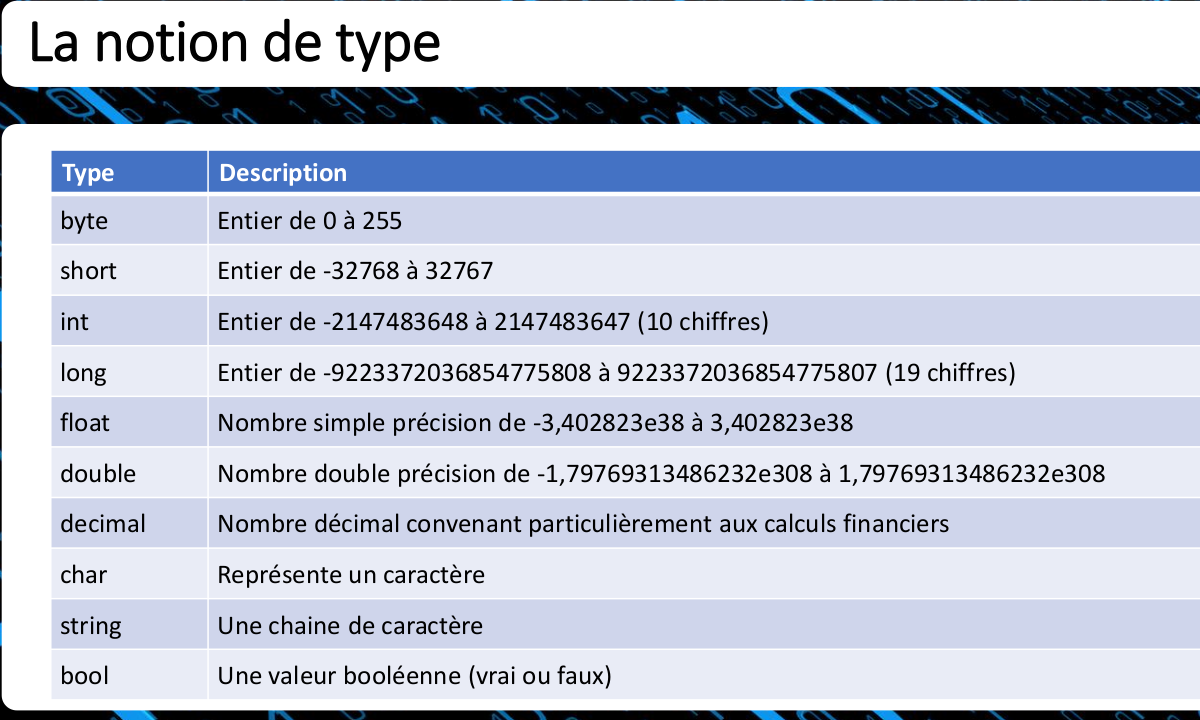 La notion de type
Type Description
byte Entier de 0 à 255
short Entier de -32768 à 32767
int Entier de -2147483648 à 2147483647 (10 chiffres)
long Entier de -9223372036854775808 à 9223372036854775807 (19 chiffres)
float Nombre simple précision de -3,402823e38 à 3,402823e38
double Nombre double précision de -1,79769313486232e308 à 1,79769313486232e308
decimal Nombre décimal convenant particulièrement aux calculs financiers
char Représente un caractère
string Une chaine de caractère
bool Une valeur booléenne (vrai ou faux)